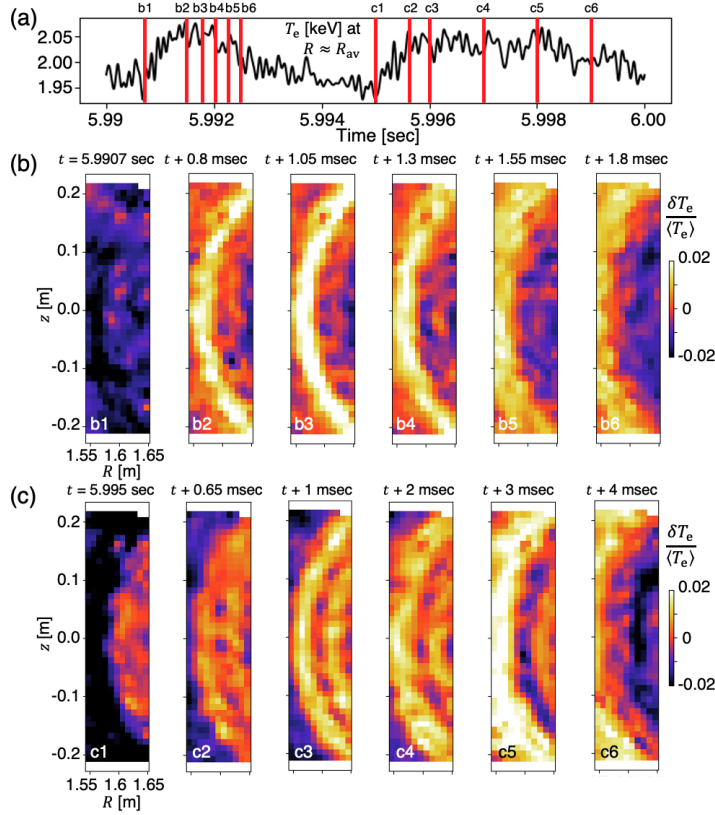 (a)
b1 b2 b3 b4 b5 b6 c1 c2 c3 c4 c5 c6
Tₑ [keV] at
R ≈ Rₐᵥ
2.05
2.00
1.95
5.99 5.992 5.994 5.996 5.998 6.00
Time [sec]
(b)
t = 5.9907 sec t + 0.8 msec t + 1.05 msec t + 1.3 msec t + 1.55 msec t + 1.8 msec
0.2
0.1
0.0
-0.1
-0.2
z [m]
b1 b2 b3 b4 b5 b6
1.55 1.6 1.65
R [m]
δTₑ
⟨Tₑ⟩
0.02
0
-0.02
(c)
t = 5.995 sec t + 0.65 msec t + 1 msec t + 2 msec t + 3 msec t + 4 msec
0.2
0.1
0.0
-0.1
-0.2
z [m]
c1 c2 c3 c4 c5 c6
1.55 1.6 1.65
R [m]
δTₑ
⟨Tₑ⟩
0.02
0
-0.02